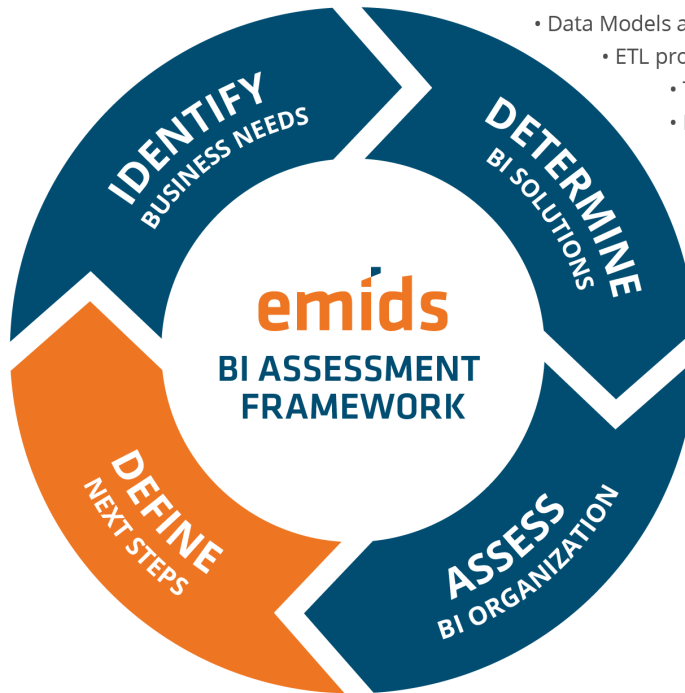 • Data Models a
• ETL pro
IDENTIFY
BUSINESS NEEDS
DETERMINE
BI SOLUTIONS
emids
BI ASSESSMENT
FRAMEWORK
DEFINE
NEXT STEPS
ASSESS
BI ORGANIZATION